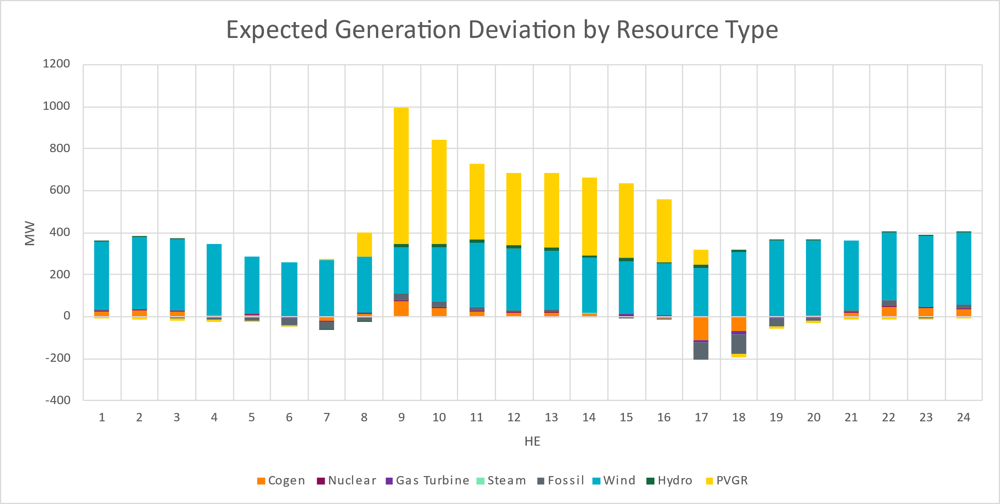 Expected Generation Deviation by Resource Type
1200
1000
800
600
400
200
0
-200
-400
MW
1 2 3 4 5 6 7 8 9 10 11 12 13 14 15 16 17 18 19 20 21 22 23 24
HE
Cogen Nuclear Gas Turbine Steam Fossil Wind Hydro PVGR